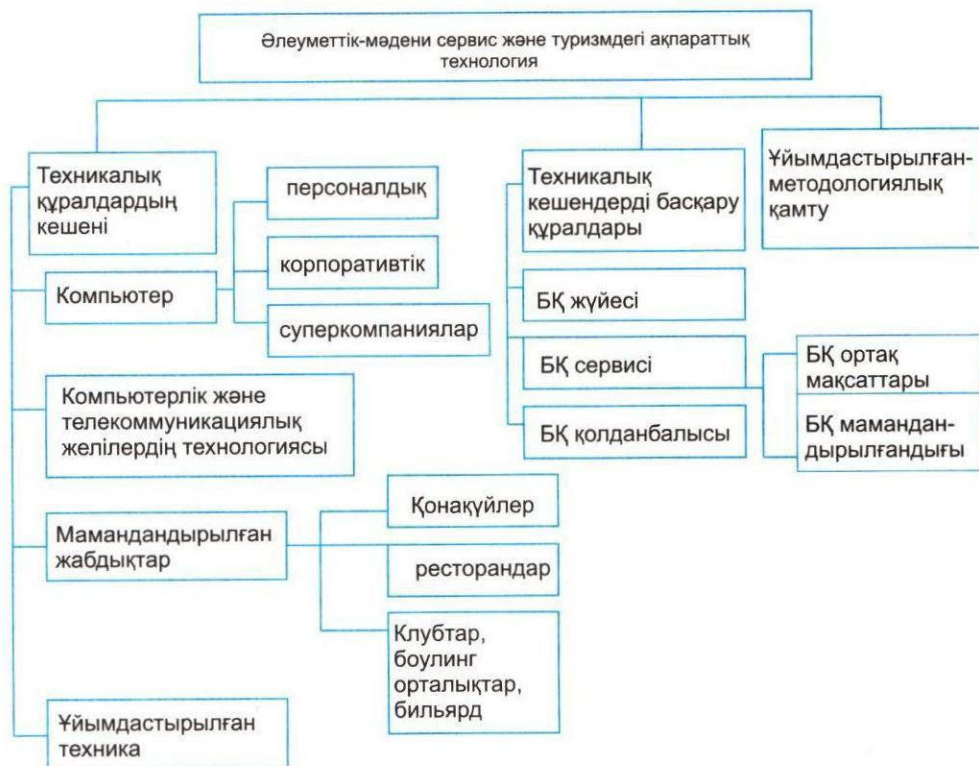 Әлеуметтік-мәдени сервис және туризмдегі ақпараттық
технология
Техникалық
құралдардың
кешені
Компьютер
персоналдық
корпоративтік
суперкомпаниялар
Компьютерлік және
телекоммуникациялық
желілердің технологиясы
Мамандандырылған
жабдықтар
Қонақүйлер
ресторандар
Клубтар,
боулинг
орталықтар,
бильярд
Ұйымдастырылған
техника
Техникалық
кешендерді басқару
құралдары
БҚ жүйесі
БҚ сервисі
БҚ қолданбалысы
БҚ ортақ
мақсаттары
БҚ мамандан-
дырылғандығы
Ұйымдастырылған-
методологиялық
қамту